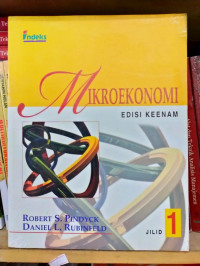 indeks
MIKROEKONOMI
EDISI KEENAM
ROBERT S. PINDYCK
DANIEL L. RUBINFELD
JILID 1